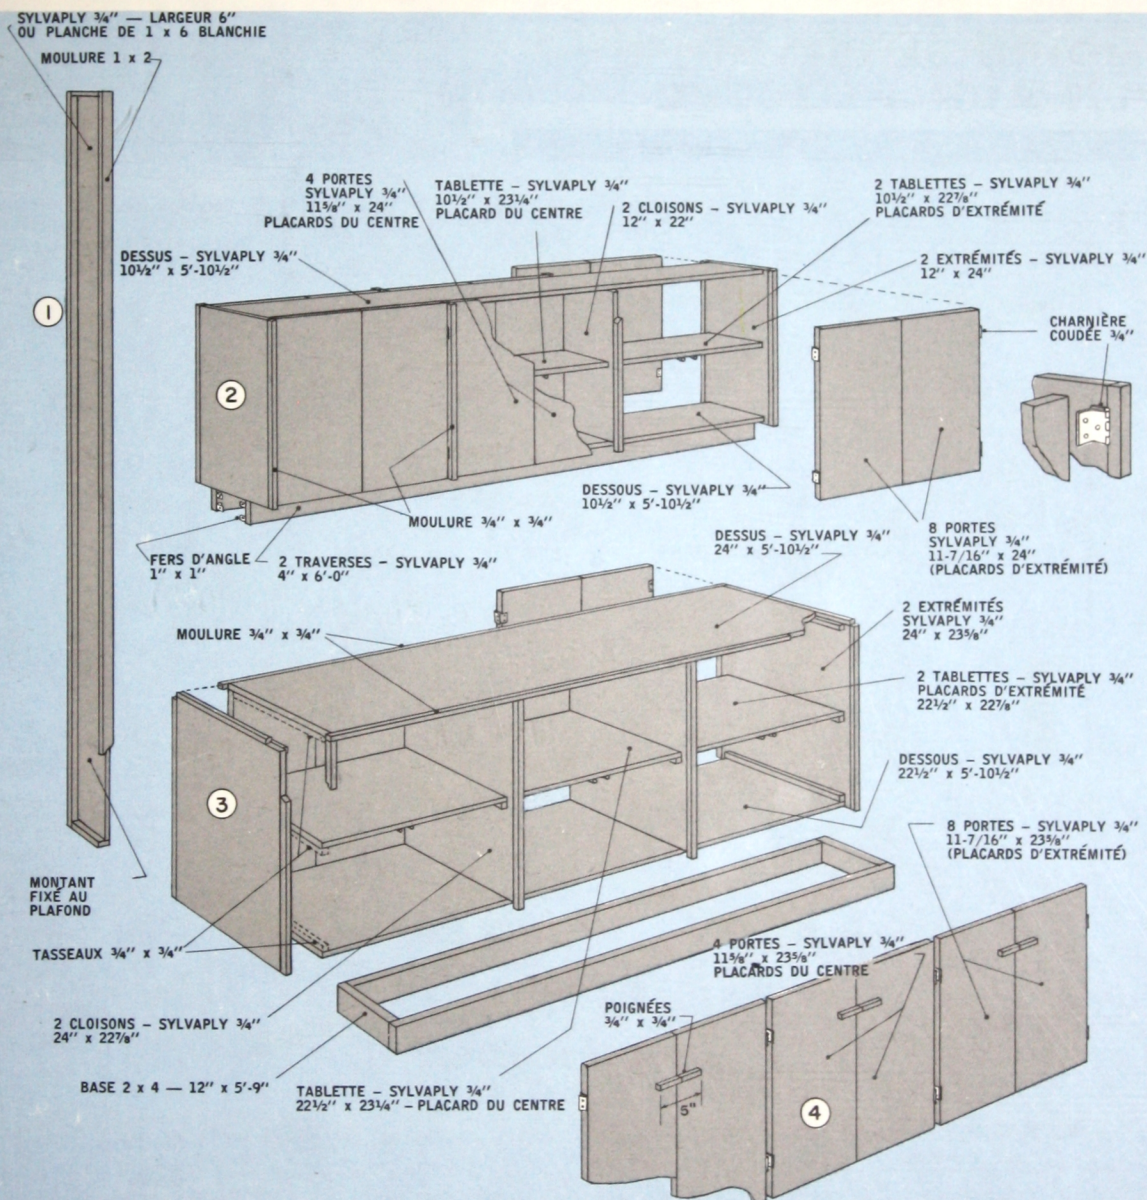 SYLVAPLY ¾" — LARGEUR 6"
OU PLANCHE DE 1 x 6 BLANCHIE
MOULURE 1 x 2
4 PORTES
SYLVAPLY ¾"
11⅝" x 24"
PLACARDS DU CENTRE
TABLETTE – SYLVAPLY ¾"
10½" x 23¼"
PLACARD DU CENTRE
2 CLOISONS – SYLVAPLY ¾"
12" x 22"
2 TABLETTES – SYLVAPLY ¾"
10½" x 22⅞"
PLACARDS D'EXTRÉMITÉ
DESSUS – SYLVAPLY ¾"
10½" x 5'-10½"
2 EXTRÉMITÉS – SYLVAPLY ¾"
12" x 24"
1
CHARNIÈRE
COUDÉE ¾"
2
DESSOUS – SYLVAPLY ¾"
10½" x 5'-10½"
MOULURE ¾" x ¾"
8 PORTES
SYLVAPLY ¾"
11-7/16" x 24"
(PLACARDS D'EXTRÉMITÉ)
FERS D'ANGLE
1" x 1"
2 TRAVERSES – SYLVAPLY ¾"
4" x 6'-0"
DESSUS – SYLVAPLY ¾"
24" x 5'-10½"
MOULURE ¾" x ¾"
2 EXTRÉMITÉS
SYLVAPLY ¾"
24" x 23⅝"
2 TABLETTES – SYLVAPLY ¾"
PLACARDS D'EXTRÉMITÉ
22½" x 22⅞"
DESSOUS – SYLVAPLY ¾"
22½" x 5'-10½"
3
8 PORTES – SYLVAPLY ¾"
11-7/16" x 23⅝"
(PLACARDS D'EXTRÉMITÉ)
MONTANT
FIXÉ AU
PLAFOND
TASSEAUX ¾" x ¾"
4 PORTES – SYLVAPLY ¾"
11⅝" x 23⅝"
PLACARDS DU CENTRE
POIGNÉES
¾" x ¾"
2 CLOISONS – SYLVAPLY ¾"
24" x 22⅞"
BASE 2 x 4 — 12" x 5'-9"
TABLETTE – SYLVAPLY ¾"
22½" x 23¼" – PLACARD DU CENTRE
5"
4